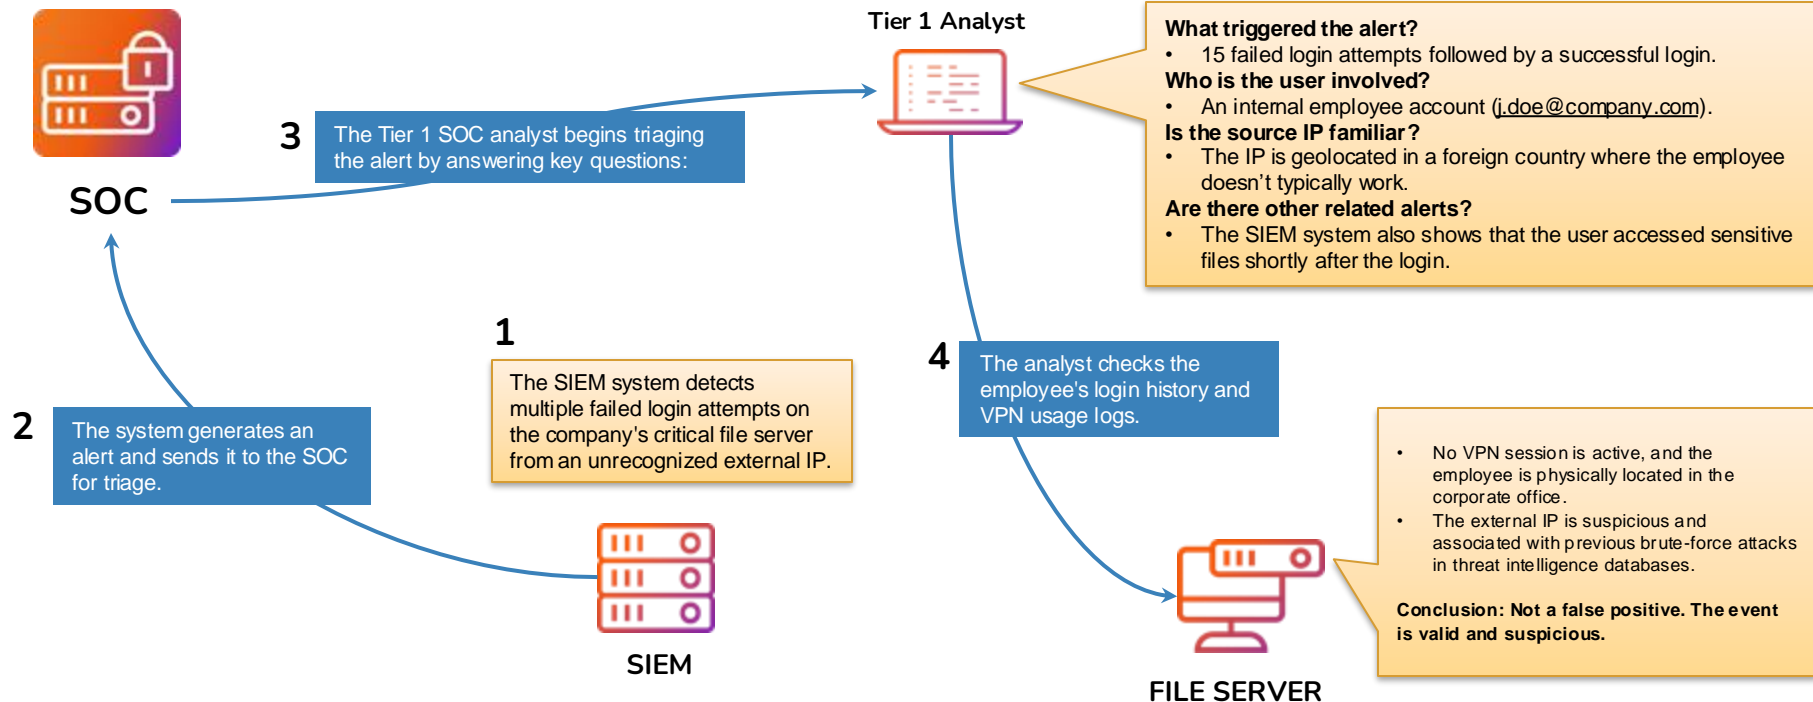 Tier 1 Analyst
What triggered the alert?
• 15 failed login attempts followed by a successful login.
Who is the user involved?
• An internal employee account (j.doe@company.com).
Is the source IP familiar?
• The IP is geolocated in a foreign country where the employee
doesn't typically work.
Are there other related alerts?
• The SIEM system also shows that the user accessed sensitive
files shortly after the login.
3
The Tier 1 SOC analyst begins triaging
the alert by answering key questions:
SOC
1
The SIEM system detects
multiple failed login attempts on
the company's critical file server
from an unrecognized external IP.
2
The system generates an
alert and sends it to the SOC
for triage.
SIEM
4
The analyst checks the
employee's login history and
VPN usage logs.
• No VPN session is active, and the
employee is physically located in the
corporate office.
• The external IP is suspicious and
associated with previous brute-force attacks
in threat intelligence databases.
Conclusion: Not a false positive. The event
is valid and suspicious.
FILE SERVER